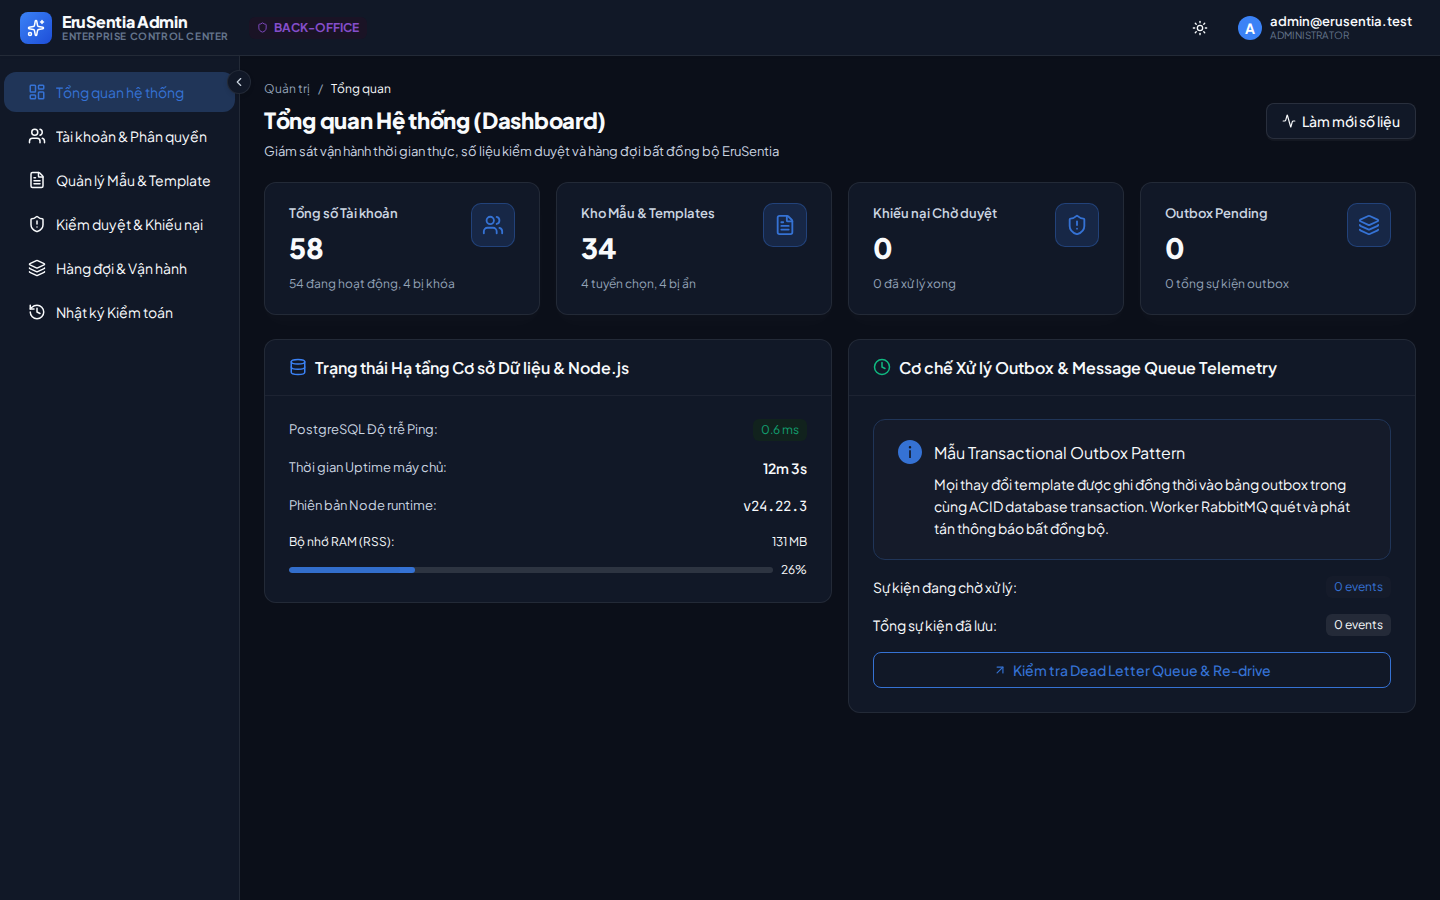 EruSentia Admin
ENTERPRISE CONTROL CENTER
BACK-OFFICE
A
admin@erusentia.test
ADMINISTRATOR
Tổng quan hệ thống
Tài khoản & Phân quyền
Quản lý Mẫu & Template
Kiểm duyệt & Khiếu nại
Hàng đợi & Vận hành
Nhật ký Kiểm toán
Quản trị / Tổng quan
Tổng quan Hệ thống (Dashboard)
Giám sát vận hành thời gian thực, số liệu kiểm duyệt và hàng đợi bất đồng bộ EruSentia
Làm mới số liệu
Tổng số Tài khoản
58
54 đang hoạt động, 4 bị khóa
Kho Mẫu & Templates
34
4 tuyển chọn, 4 bị ẩn
Khiếu nại Chờ duyệt
0
0 đã xử lý xong
Outbox Pending
0
0 tổng sự kiện outbox
Trạng thái Hạ tầng Cơ sở Dữ liệu & Node.js
PostgreSQL Độ trễ Ping:
0.6 ms
Thời gian Uptime máy chủ:
12m 3s
Phiên bản Node runtime:
v24.22.3
Bộ nhớ RAM (RSS):
131 MB
26%
Cơ chế Xử lý Outbox & Message Queue Telemetry
Mẫu Transactional Outbox Pattern
Mọi thay đổi template được ghi đồng thời vào bảng outbox trong
cùng ACID database transaction. Worker RabbitMQ quét và phát
tán thông báo bất đồng bộ.
Sự kiện đang chờ xử lý:
0 events
Tổng sự kiện đã lưu:
0 events
Kiểm tra Dead Letter Queue & Re-drive